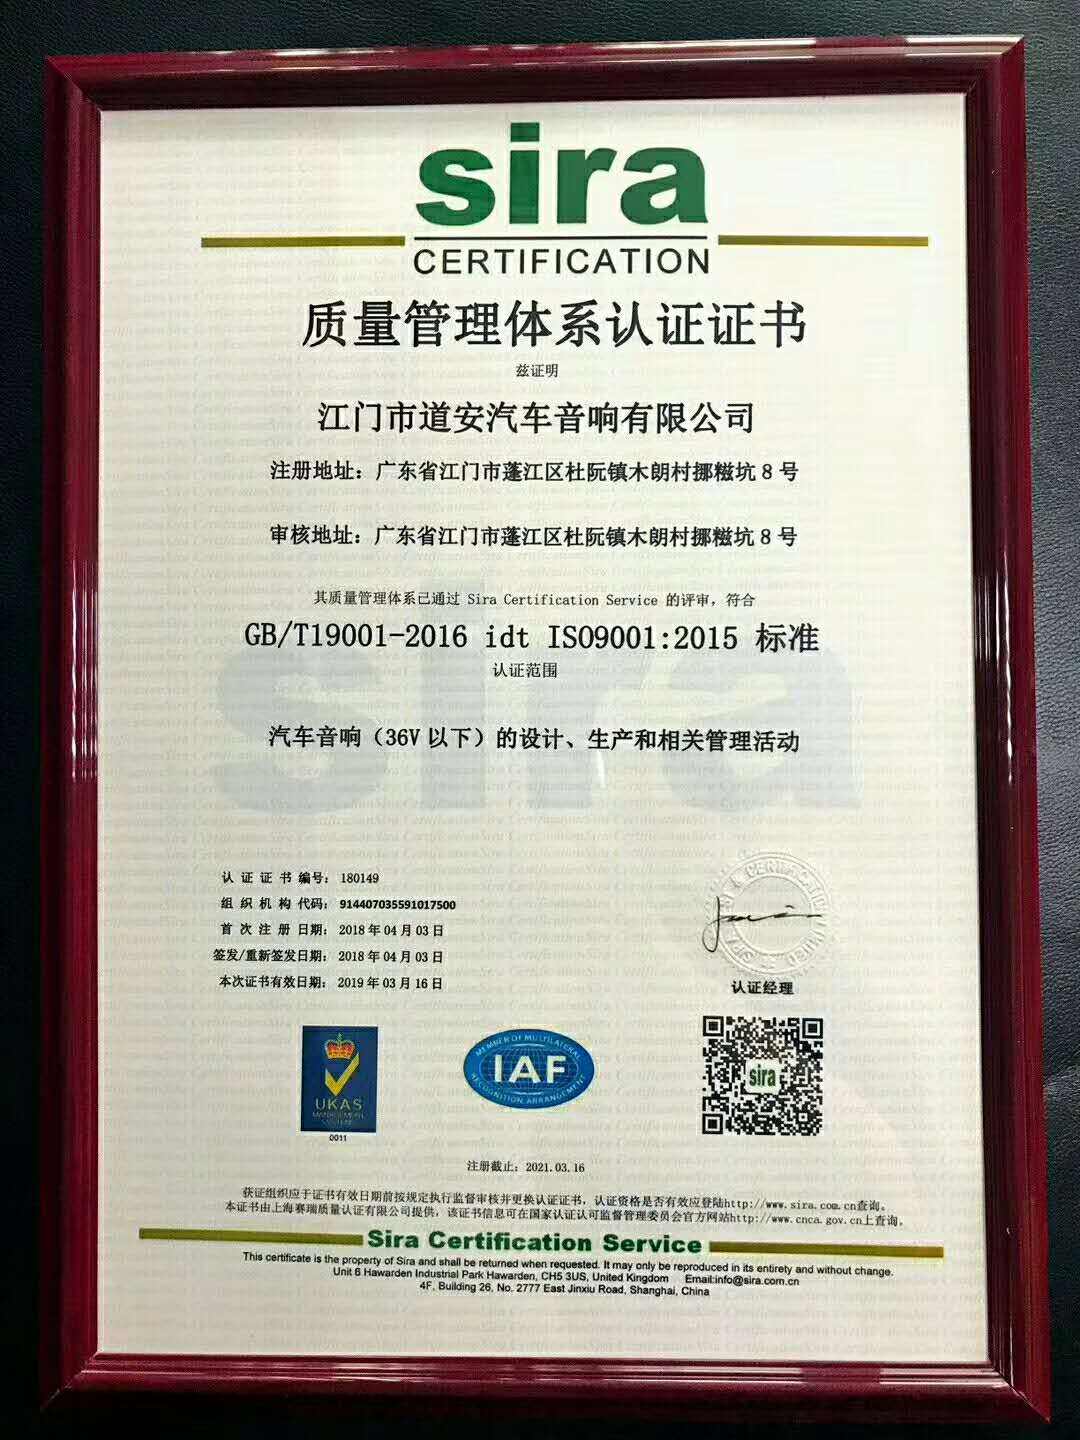 sira
CERTIFICATION
质量管理体系认证证书
兹证明
江门市道安汽车音响有限公司
注册地址：广东省江门市蓬江区杜阮镇木朗村挪糍坑 8 号
审核地址：广东省江门市蓬江区杜阮镇木朗村挪糍坑 8 号
其质量管理体系已通过 Sira Certification Service 的评审，符合
GB/T19001-2016 idt ISO9001:2015 标准
认证范围
汽车音响（36V 以下）的设计、生产和相关管理活动
认 证 证 书 编号： 180149
组 织 机 构 代码： 914407035591017500
首 次 注 册 日期： 2018 年 04 月 03 日
签发/重新签发日期： 2018 年 04 月 03 日
本次证书有效日期： 2019 年 03 月 16 日
认证经理
UKAS
MANAGEMENT
SYSTEMS
0011
MEMBER OF MULTILATERAL
IAF
RECOGNITION ARRANGEMENT
sira
注册截止：2021.03.16
获证组织应于证书有效日期前按规定执行监督审核并更换认证证书，认证资格是否有效应登陆http://www.sira.com.cn查询。
本证书由上海赛瑞质量认证有限公司提供，该证书信息可在国家认证认可监督管理委员会官方网站http://www.cnca.gov.cn上查询。
Sira Certification Service
This certificate is the property of Sira and shall be returned when requested. It may only be reproduced in its entirety and without change.
Unit 6 Hawarden Industrial Park Hawarden, CH5 3US, United Kingdom Email:info@sira.com.cn
4F, Building 26, No. 2777 East Jinxiu Road, Shanghai, China